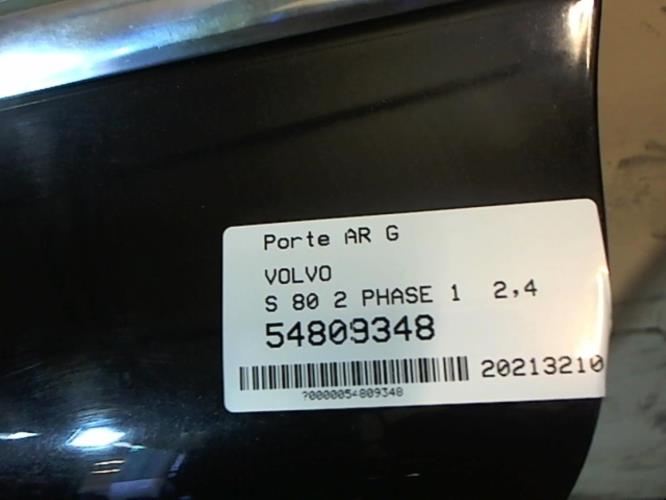 Porte AR G
VOLVO
S 80 2 PHASE 1 2,4
54809348
20213210
?0000054809348